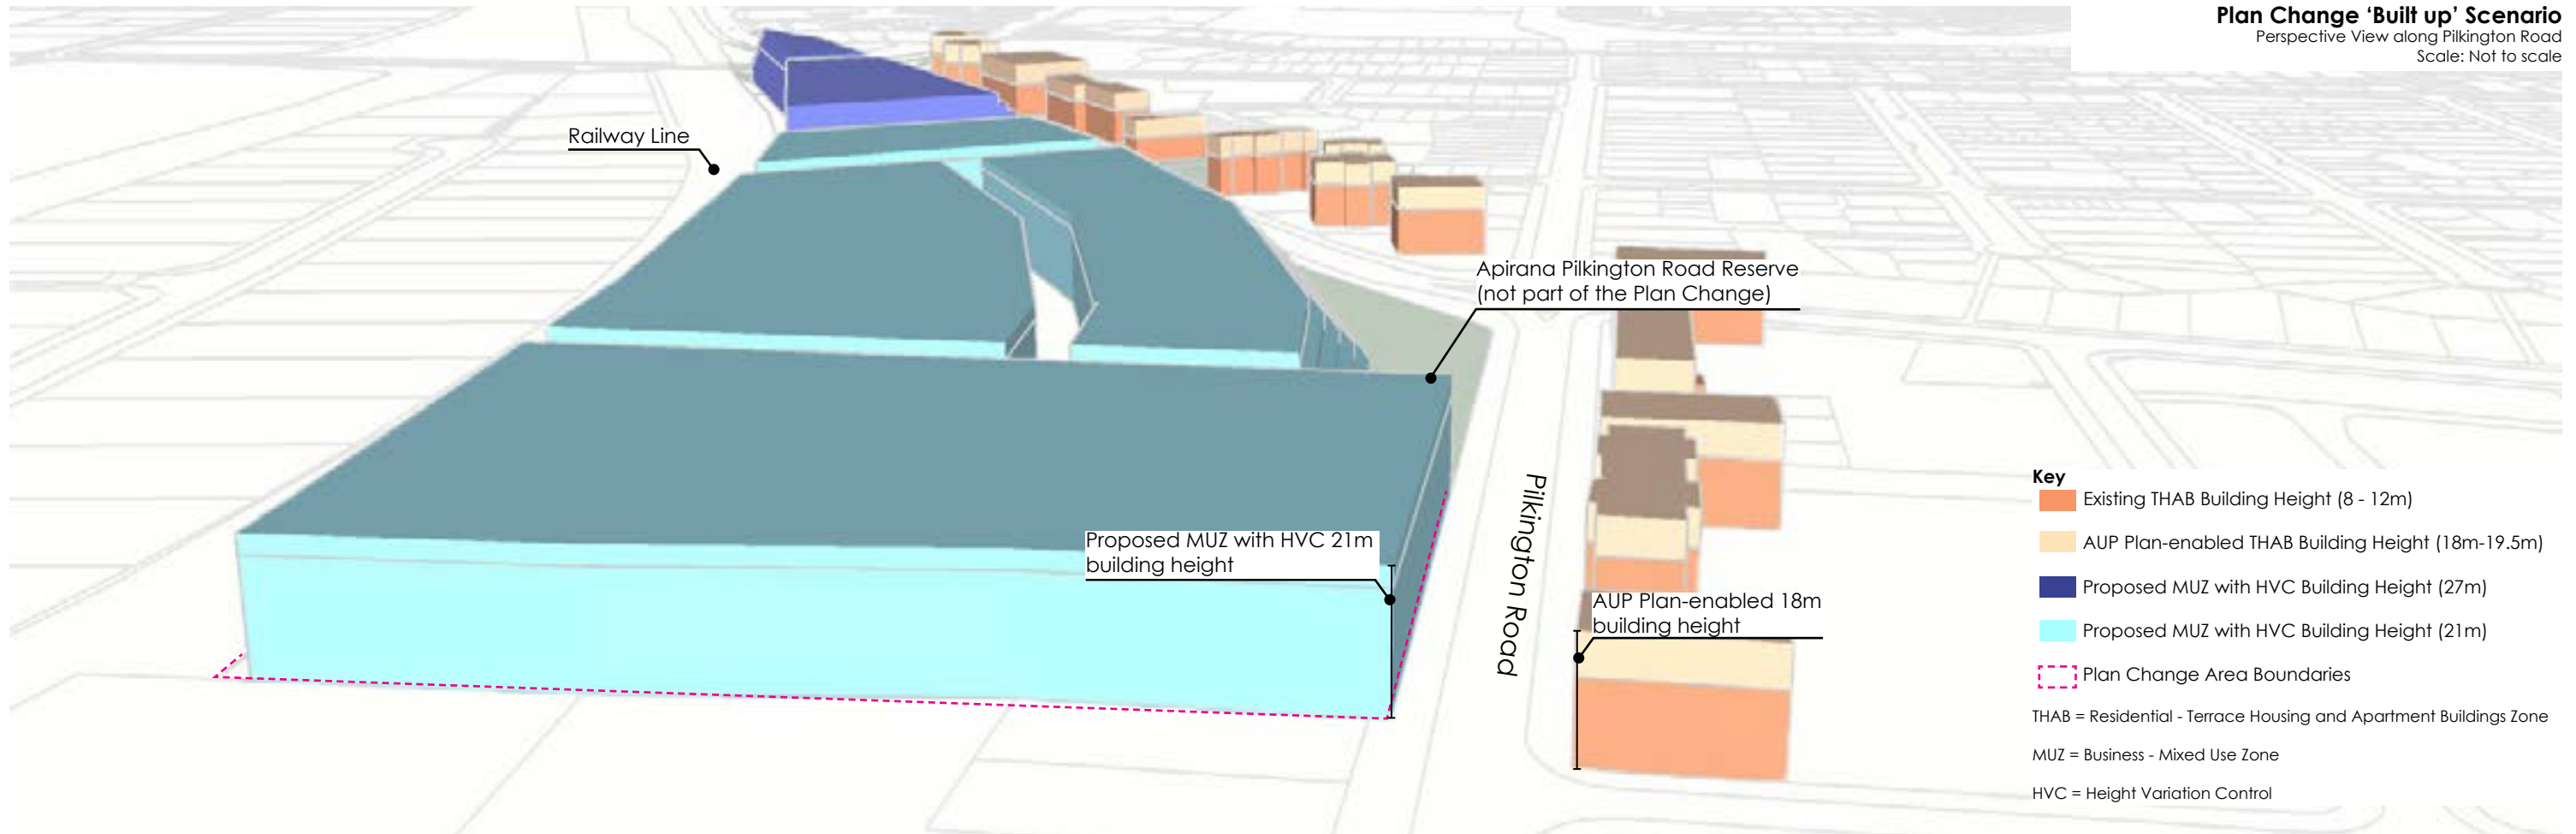 Plan Change ‘Built up’ Scenario
Perspective View along Pilkington Road
Scale: Not to scale
Railway Line
Apirana Pilkington Road Reserve
(not part of the Plan Change)
Proposed MUZ with HVC 21m
building height
Pilkington Road
AUP Plan-enabled 18m
building height
Key
Existing THAB Building Height (8 - 12m)
AUP Plan-enabled THAB Building Height (18m-19.5m)
Proposed MUZ with HVC Building Height (27m)
Proposed MUZ with HVC Building Height (21m)
Plan Change Area Boundaries
THAB = Residential - Terrace Housing and Apartment Buildings Zone
MUZ = Business - Mixed Use Zone
HVC = Height Variation Control